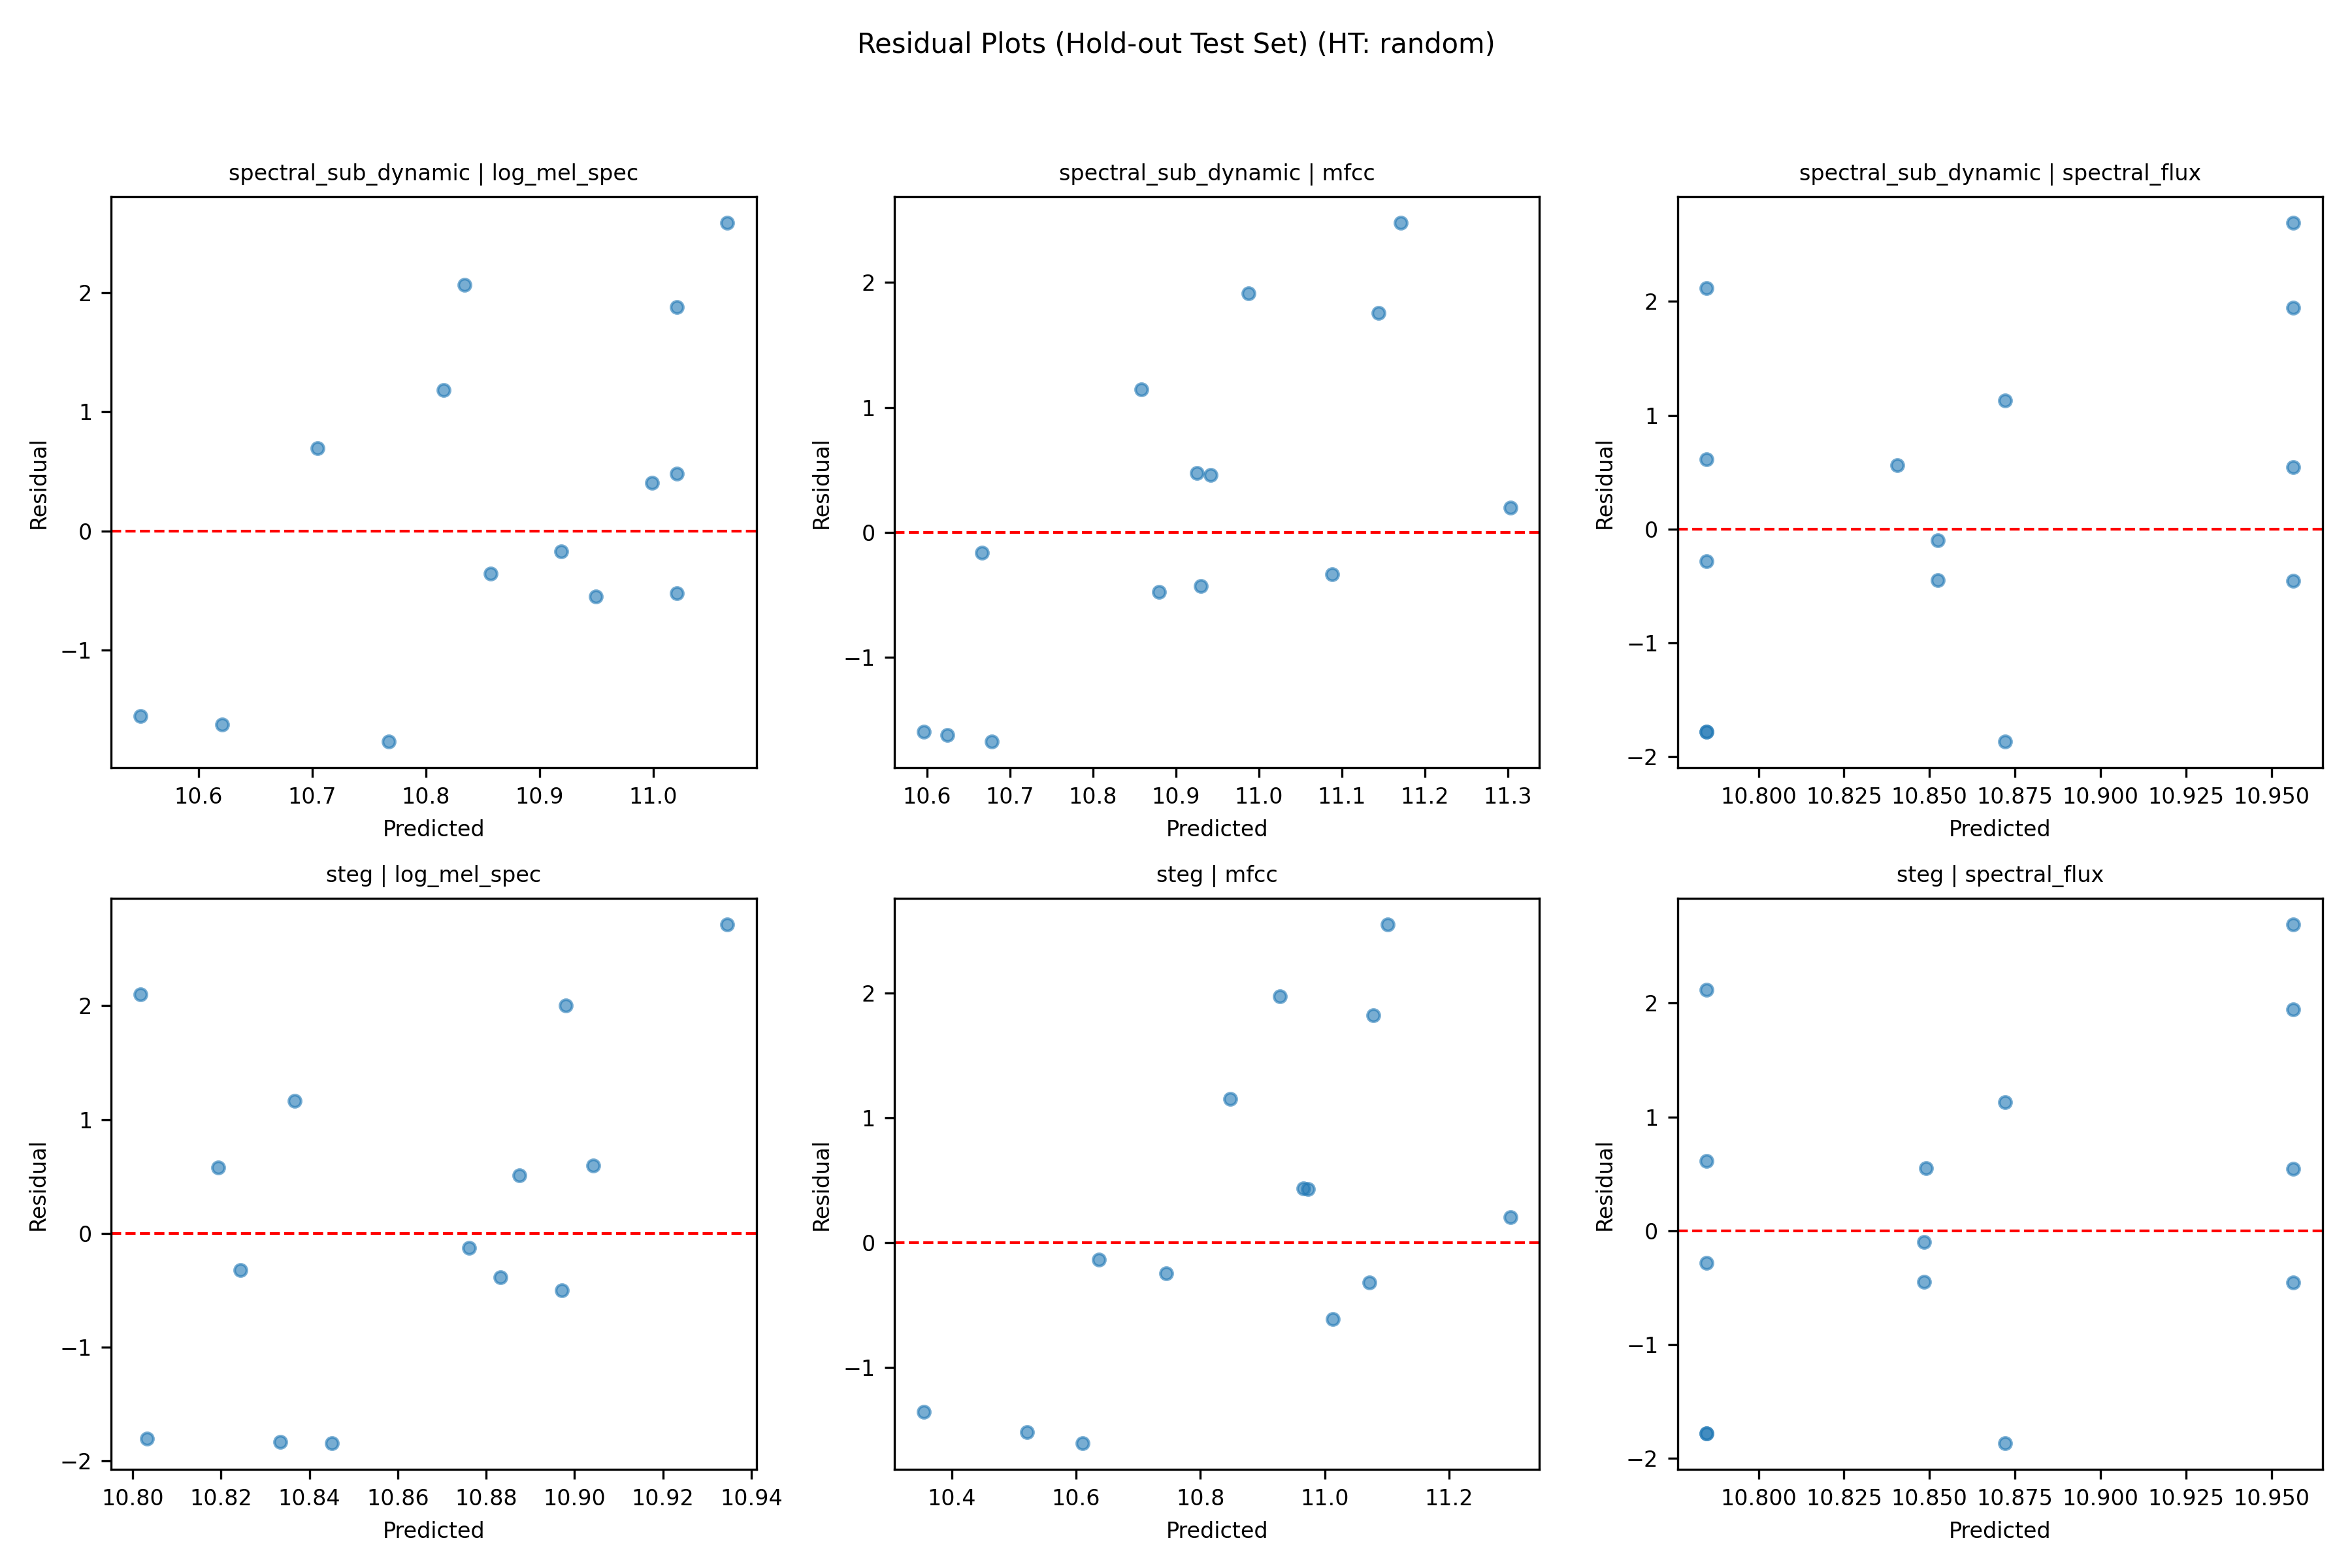 Residual Plots (Hold-out Test Set) (HT: random)
spectral_sub_dynamic | log_mel_spec
Residual
2
1
0
−1
10.6 10.7 10.8 10.9 11.0
Predicted
spectral_sub_dynamic | mfcc
Residual
2
1
0
−1
10.6 10.7 10.8 10.9 11.0 11.1 11.2 11.3
Predicted
spectral_sub_dynamic | spectral_flux
Residual
2
1
0
−1
−2
10.800 10.825 10.850 10.875 10.900 10.925 10.950
Predicted
steg | log_mel_spec
Residual
2
1
0
−1
−2
10.80 10.82 10.84 10.86 10.88 10.90 10.92 10.94
Predicted
steg | mfcc
Residual
2
1
0
−1
10.4 10.6 10.8 11.0 11.2
Predicted
steg | spectral_flux
Residual
2
1
0
−1
−2
10.800 10.825 10.850 10.875 10.900 10.925 10.950
Predicted